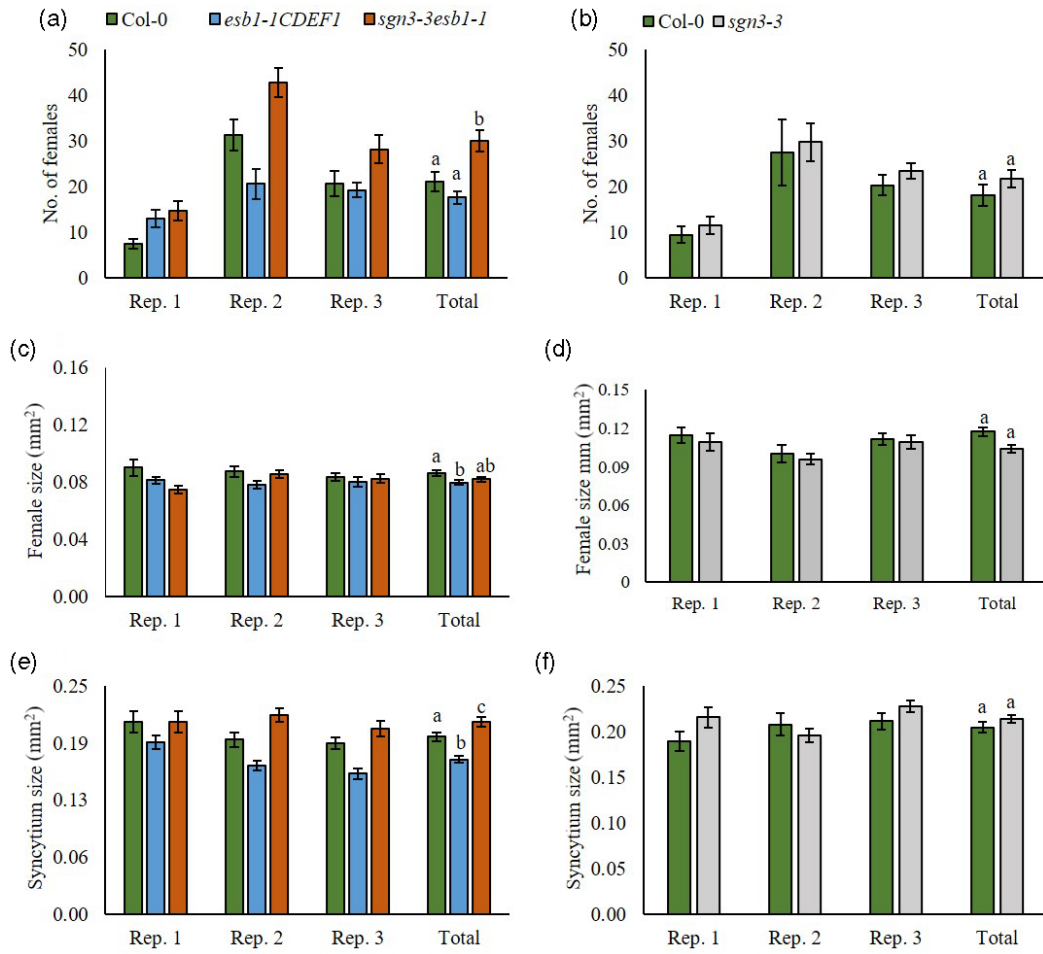 (a)
Col-0 esb1-1CDEF1 sgn3-3esb1-1
50
40
30
20
10
0
No. of females
a a b
Rep. 1 Rep. 2 Rep. 3 Total
(b)
Col-0 sgn3-3
50
40
30
20
10
0
No. of females
a a
Rep. 1 Rep. 2 Rep. 3 Total
(c)
0.16
0.12
0.08
0.04
0.00
Female size (mm²)
a b ab
Rep. 1 Rep. 2 Rep. 3 Total
(d)
0.15
0.12
0.09
0.06
0.03
0
Female size mm (mm²)
a a
Rep. 1 Rep. 2 Rep. 3 Total
(e)
0.25
0.19
0.13
0.06
0.00
Syncytium size (mm²)
a b c
Rep. 1 Rep. 2 Rep. 3 Total
(f)
0.25
0.20
0.15
0.10
0.05
0.00
Syncytium size (mm²)
a a
Rep. 1 Rep. 2 Rep. 3 Total